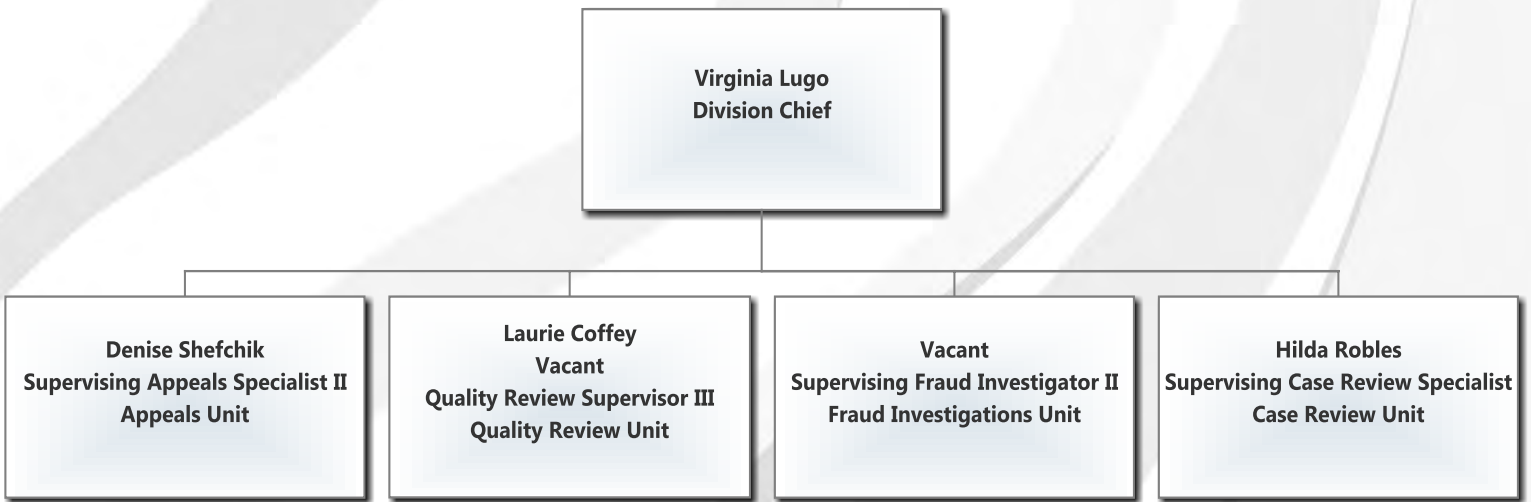 Virginia Lugo
Division Chief
Denise Shefchik
Supervising Appeals Specialist II
Appeals Unit
Laurie Coffey
Vacant
Quality Review Supervisor III
Quality Review Unit
Vacant
Supervising Fraud Investigator II
Fraud Investigations Unit
Hilda Robles
Supervising Case Review Specialist
Case Review Unit